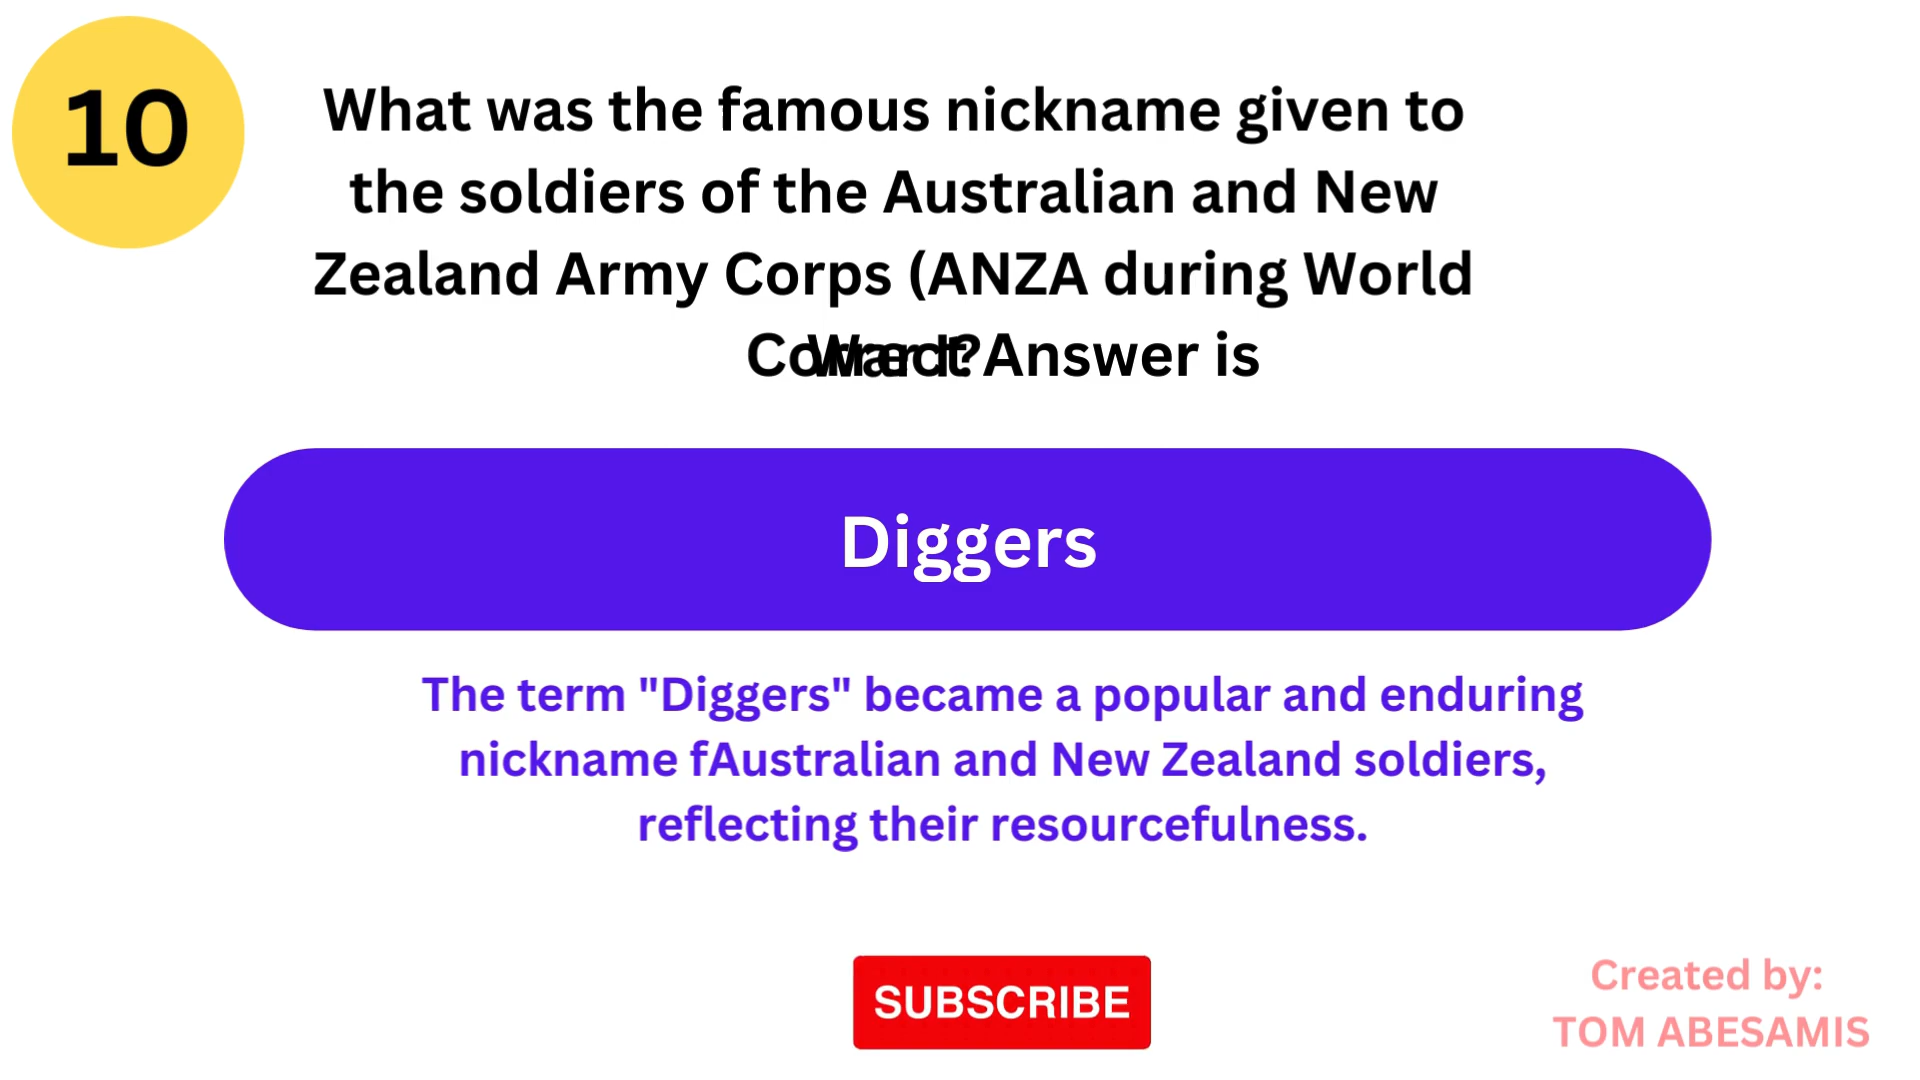 10
What was the famous nickname given to
the soldiers of the Australian and New
Zealand Army Corps (ANZA during World
War I?
Correct Answer is
Diggers
The term "Diggers" became a popular and enduring
nickname fAustralian and New Zealand soldiers,
reflecting their resourcefulness.
SUBSCRIBE
Created by:
TOM ABESAMIS